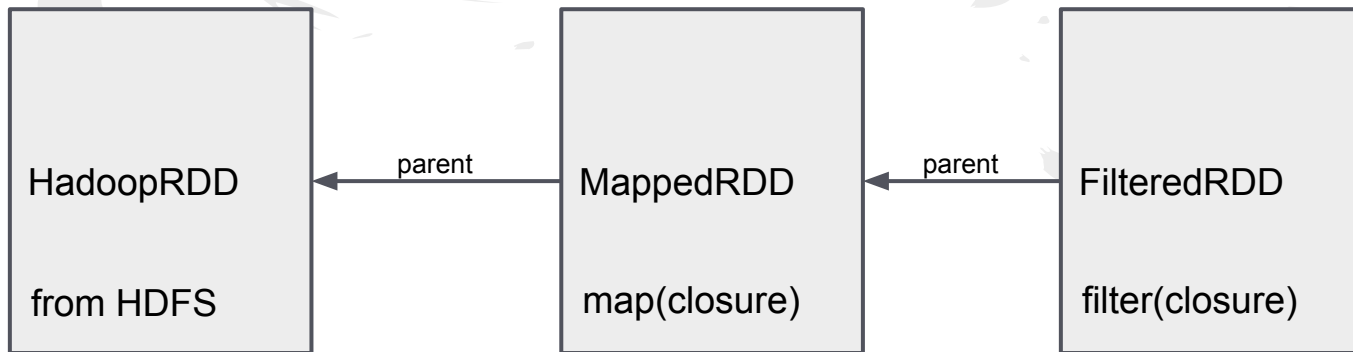 HadoopRDD
from HDFS
parent
MappedRDD
map(closure)
parent
FilteredRDD
filter(closure)